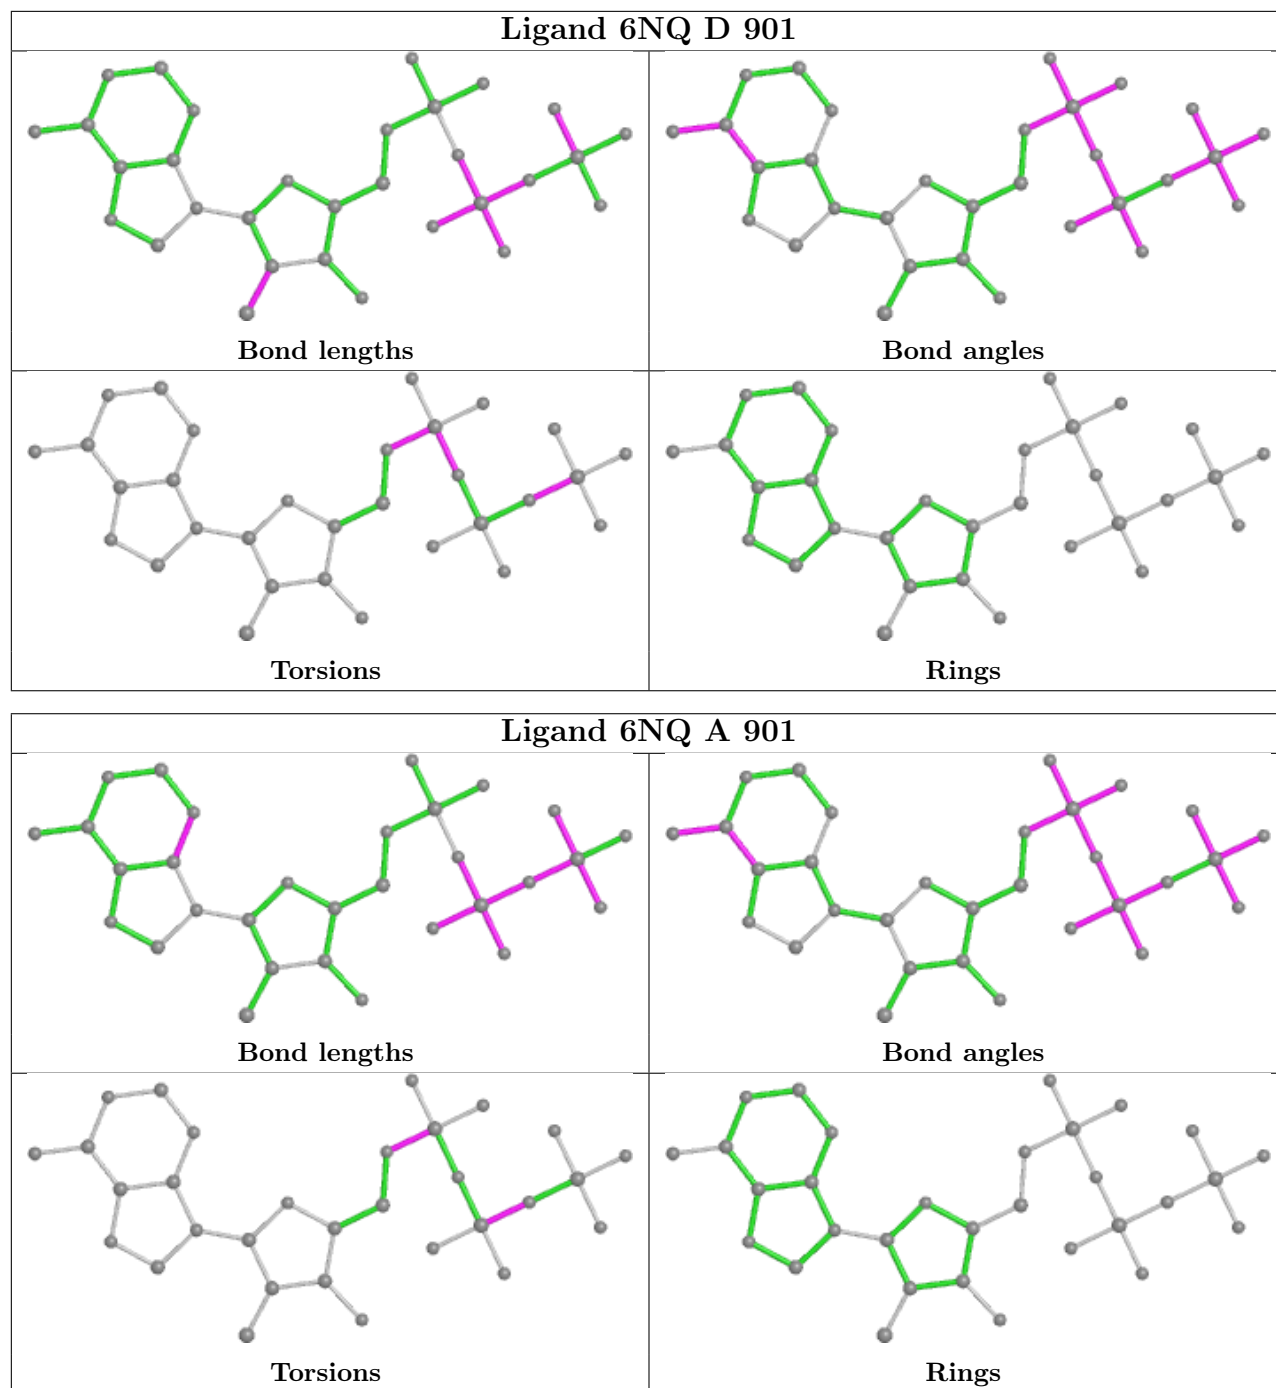 Ligand 6NQ D 901
Bond lengths
Bond angles
Torsions
Rings
Ligand 6NQ A 901
Bond lengths
Bond angles
Torsions
Rings